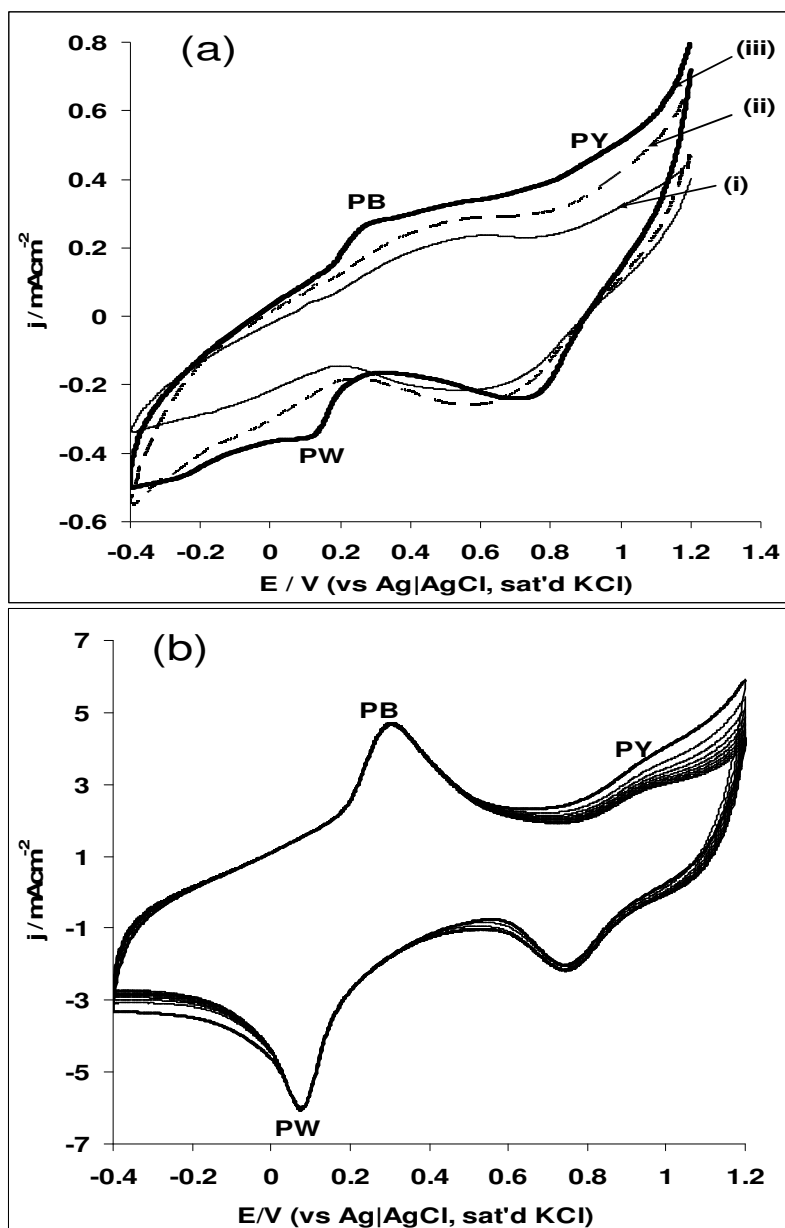 (a)
0.8
0.6
0.4
0.2
0
-0.2
-0.4
-0.6
j / mAcm-2
(iii)
(ii)
(i)
PY
PB
PW
-0.4 -0.2 0 0.2 0.4 0.6 0.8 1 1.2 1.4
E / V (vs Ag|AgCl, sat'd KCl)
(b)
7
5
3
1
-1
-3
-5
-7
j / mAcm-2
PB
PY
PW
-0.4 -0.2 0 0.2 0.4 0.6 0.8 1 1.2
E/V (vs Ag|AgCl, sat'd KCl)